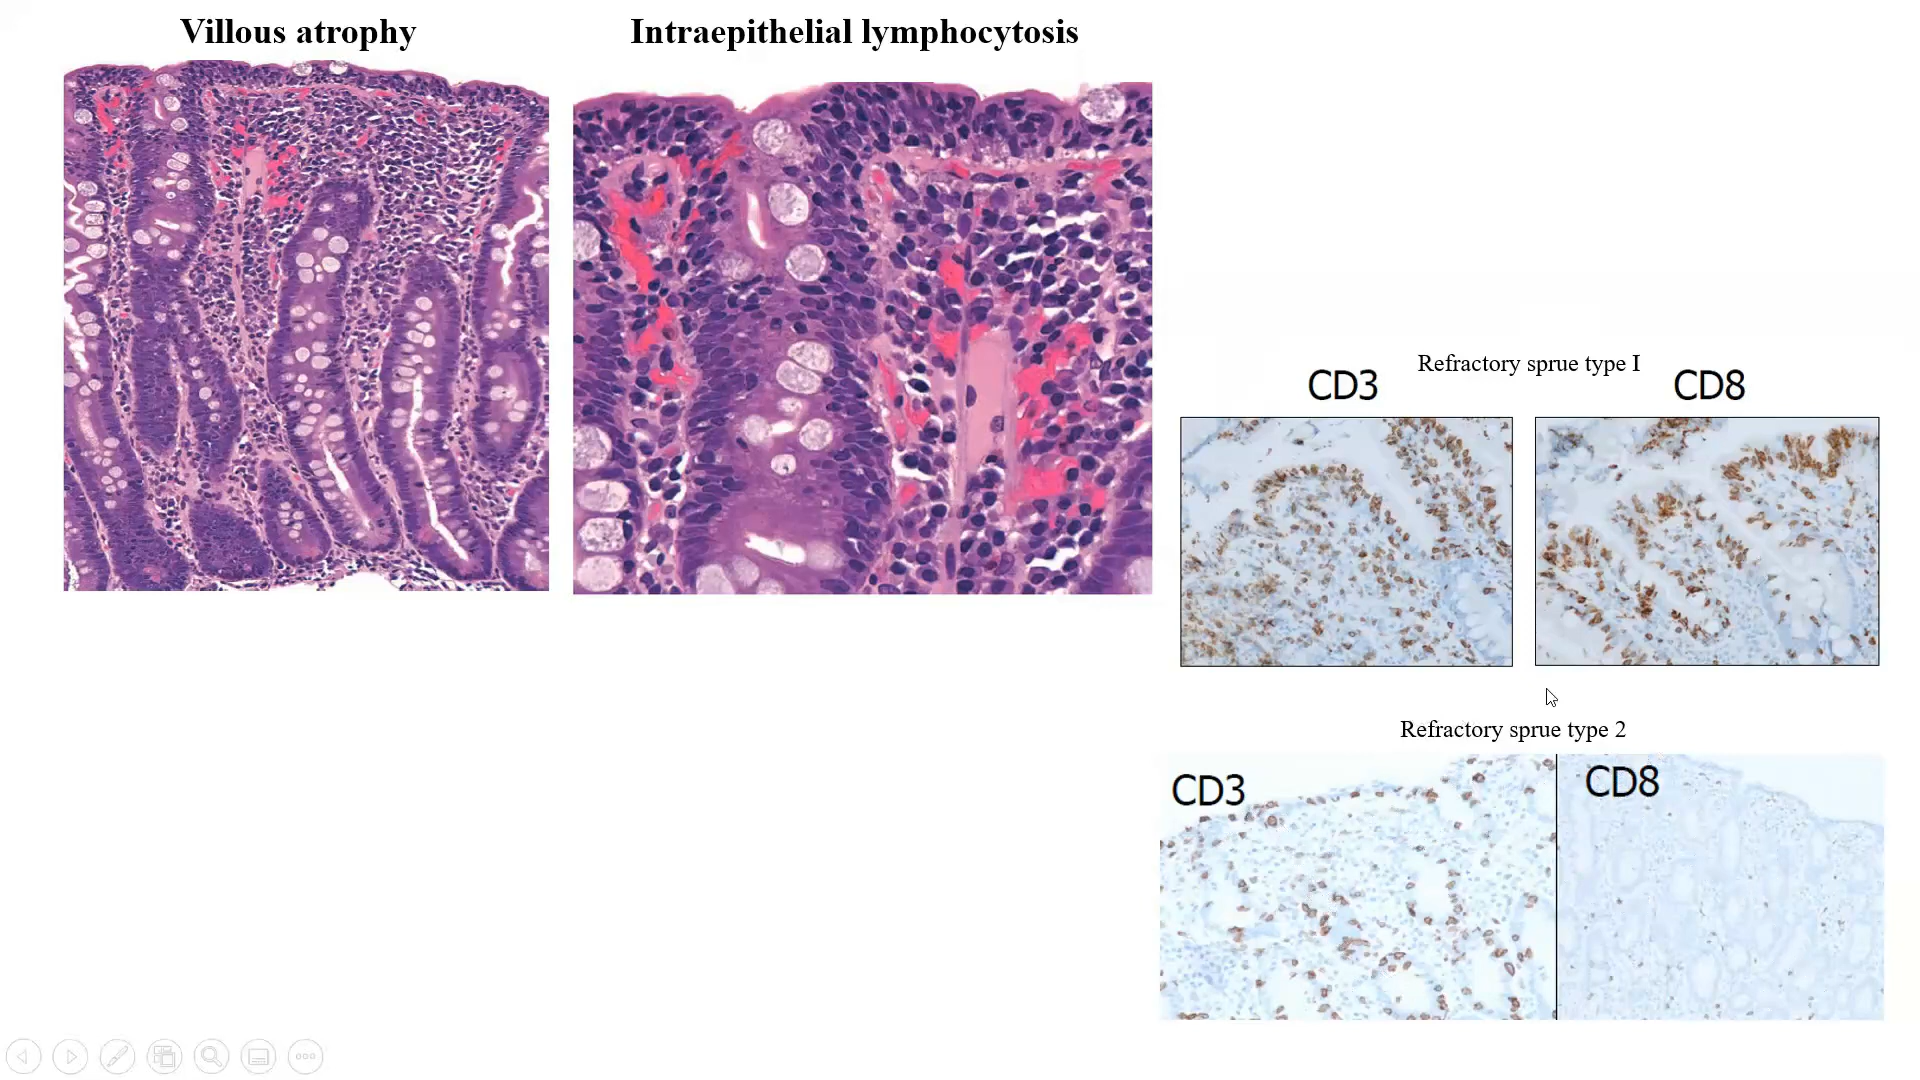 Villous atrophy
Intraepithelial lymphocytosis
Refractory sprue type I
CD3
CD8
Refractory sprue type 2
CD3
CD8